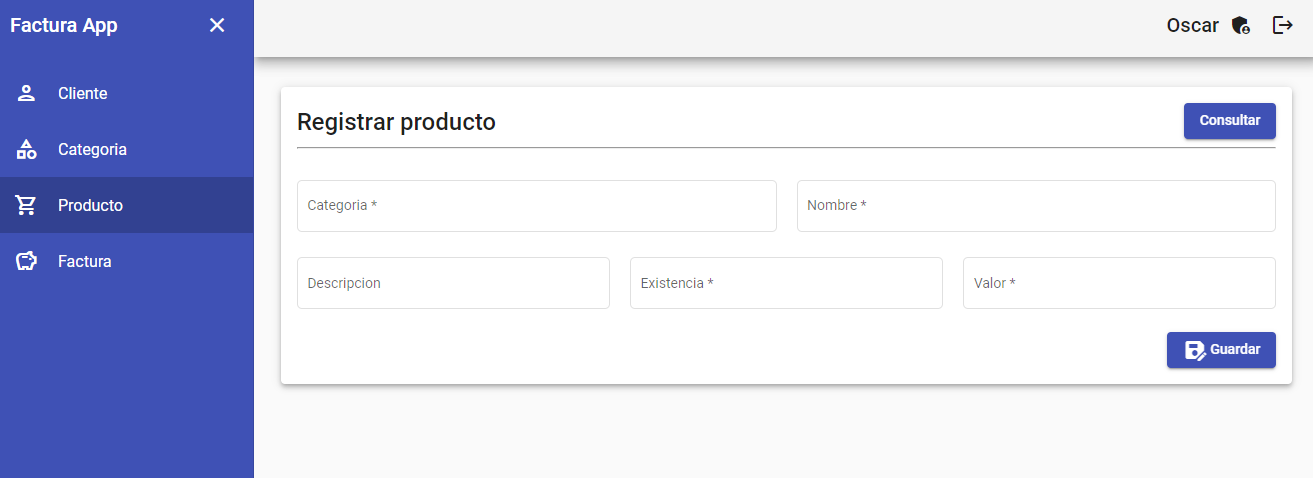 Factura App
Oscar
Cliente
Categoria
Producto
Factura
Registrar producto
Consultar
Categoria *
Nombre *
Descripcion
Existencia *
Valor *
Guardar